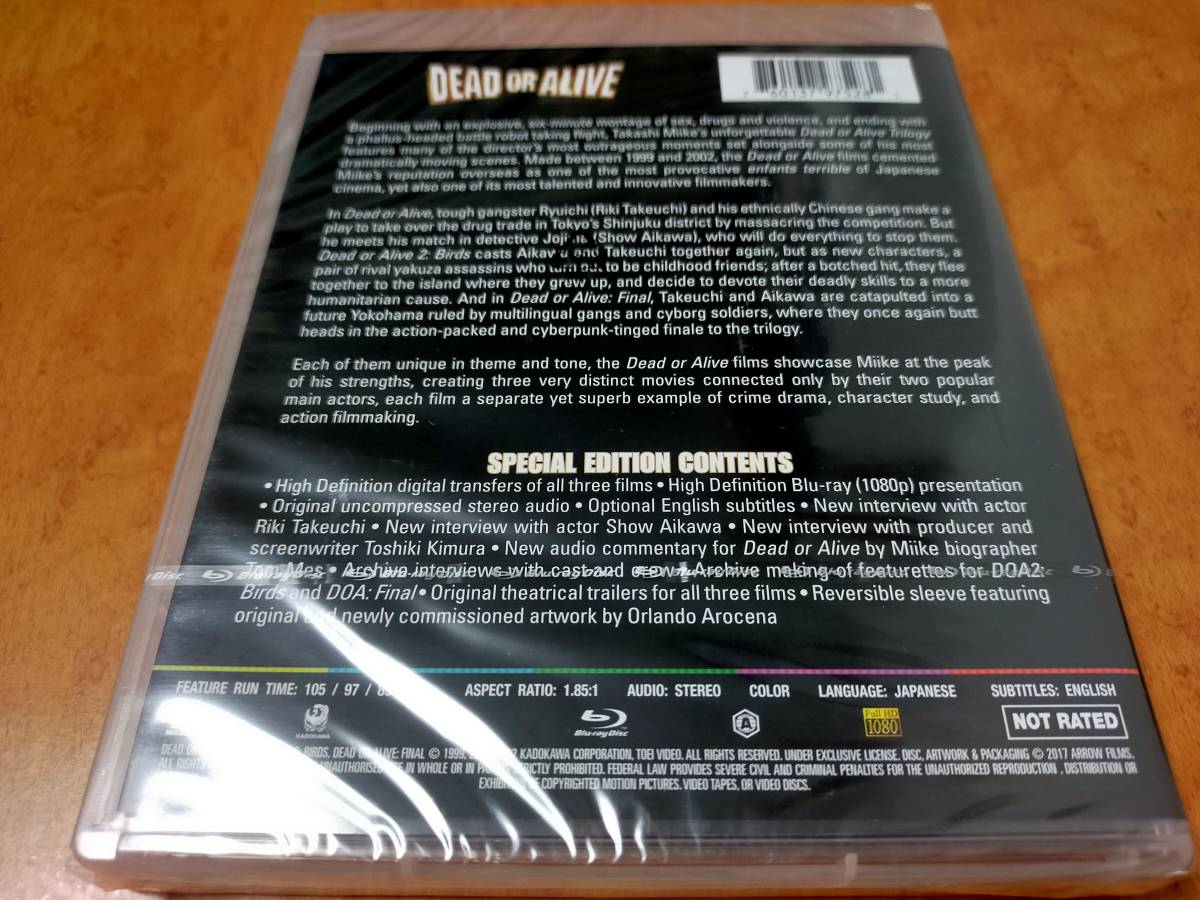 DEAD OR ALIVE
Beginning with an explosive, six-minute montage of sex, drugs and violence, and ending with
a phallus-headed battle robot taking flight, Takashi Miike's unforgettable Dead or Alive Trilogy
features many of the director's most outrageous moments set alongside some of his most
dramatically moving scenes. Made between 1999 and 2002, the Dead or Alive films cemented
Miike's reputation overseas as one of the most provocative enfants terrible of Japanese
cinema, yet also one of its most talented and innovative filmmakers.
In Dead or Alive, tough gangster Ryuichi (Riki Takeuchi) and his ethnically Chinese gang make a
play to take over the drug trade in Tokyo's Shinjuku district by massacring the competition. But
he meets his match in detective (Show Aikawa), who will do everything to stop them.
Dead or Alive 2: Birds casts Aikawa and Takeuchi together again, but as new characters, a
pair of rival yakuza assassins who turn out to be childhood friends; after a botched hit, they flee
together to the island where they grew up, and decide to devote their deadly skills to a more
humanitarian cause. And in Dead or Alive: Final, Takeuchi and Aikawa are catapulted into a
future Yokohama ruled by multilingual gangs and cyborg soldiers, where they once again butt
heads in the action-packed and cyberpunk-tinged finale to the trilogy.
Each of them unique in theme and tone, the Dead or Alive films showcase Miike at the peak
of his strengths, creating three very distinct movies connected only by their two popular
main actors, each film a separate yet superb example of crime drama, character study, and
action filmmaking.
SPECIAL EDITION CONTENTS
• High Definition digital transfers of all three films • High Definition Blu-ray (1080p) presentation
• Original uncompressed stereo audio • Optional English subtitles • New interview with actor
Riki Takeuchi • New interview with actor Show Aikawa • New interview with producer and
screenwriter Toshiki Kimura • New audio commentary for Dead or Alive by Miike biographer
Tom Mes • Archive interviews with cast and crew • Archive making-of featurettes for DOA2:
Birds and DOA: Final • Original theatrical trailers for all three films • Reversible sleeve featuring
original and newly commissioned artwork by Orlando Arocena
FEATURE RUN TIME: 105 / 97 / ASPECT RATIO: 1.85:1 AUDIO: STEREO COLOR LANGUAGE: JAPANESE SUBTITLES: ENGLISH
KADOKAWA Blu-ray Disc A Full HD 1080 NOT RATED
DEAD BIRDS, DEAD OR ALIVE: FINAL © 1999, KADOKAWA CORPORATION, TOEI VIDEO. ALL RIGHTS RESERVED. UNDER EXCLUSIVE LICENSE. DISC, ARTWORK & PACKAGING © 2017 ARROW FILMS.
ALL RIGHTS UNAUTHORISED USE IN WHOLE OR IN PART STRICTLY PROHIBITED. FEDERAL LAW PROVIDES SEVERE CIVIL AND CRIMINAL PENALTIES FOR THE UNAUTHORIZED REPRODUCTION, DISTRIBUTION OR
EXHIBITION OF COPYRIGHTED MOTION PICTURES. VIDEO TAPES, OR VIDEO DISCS.